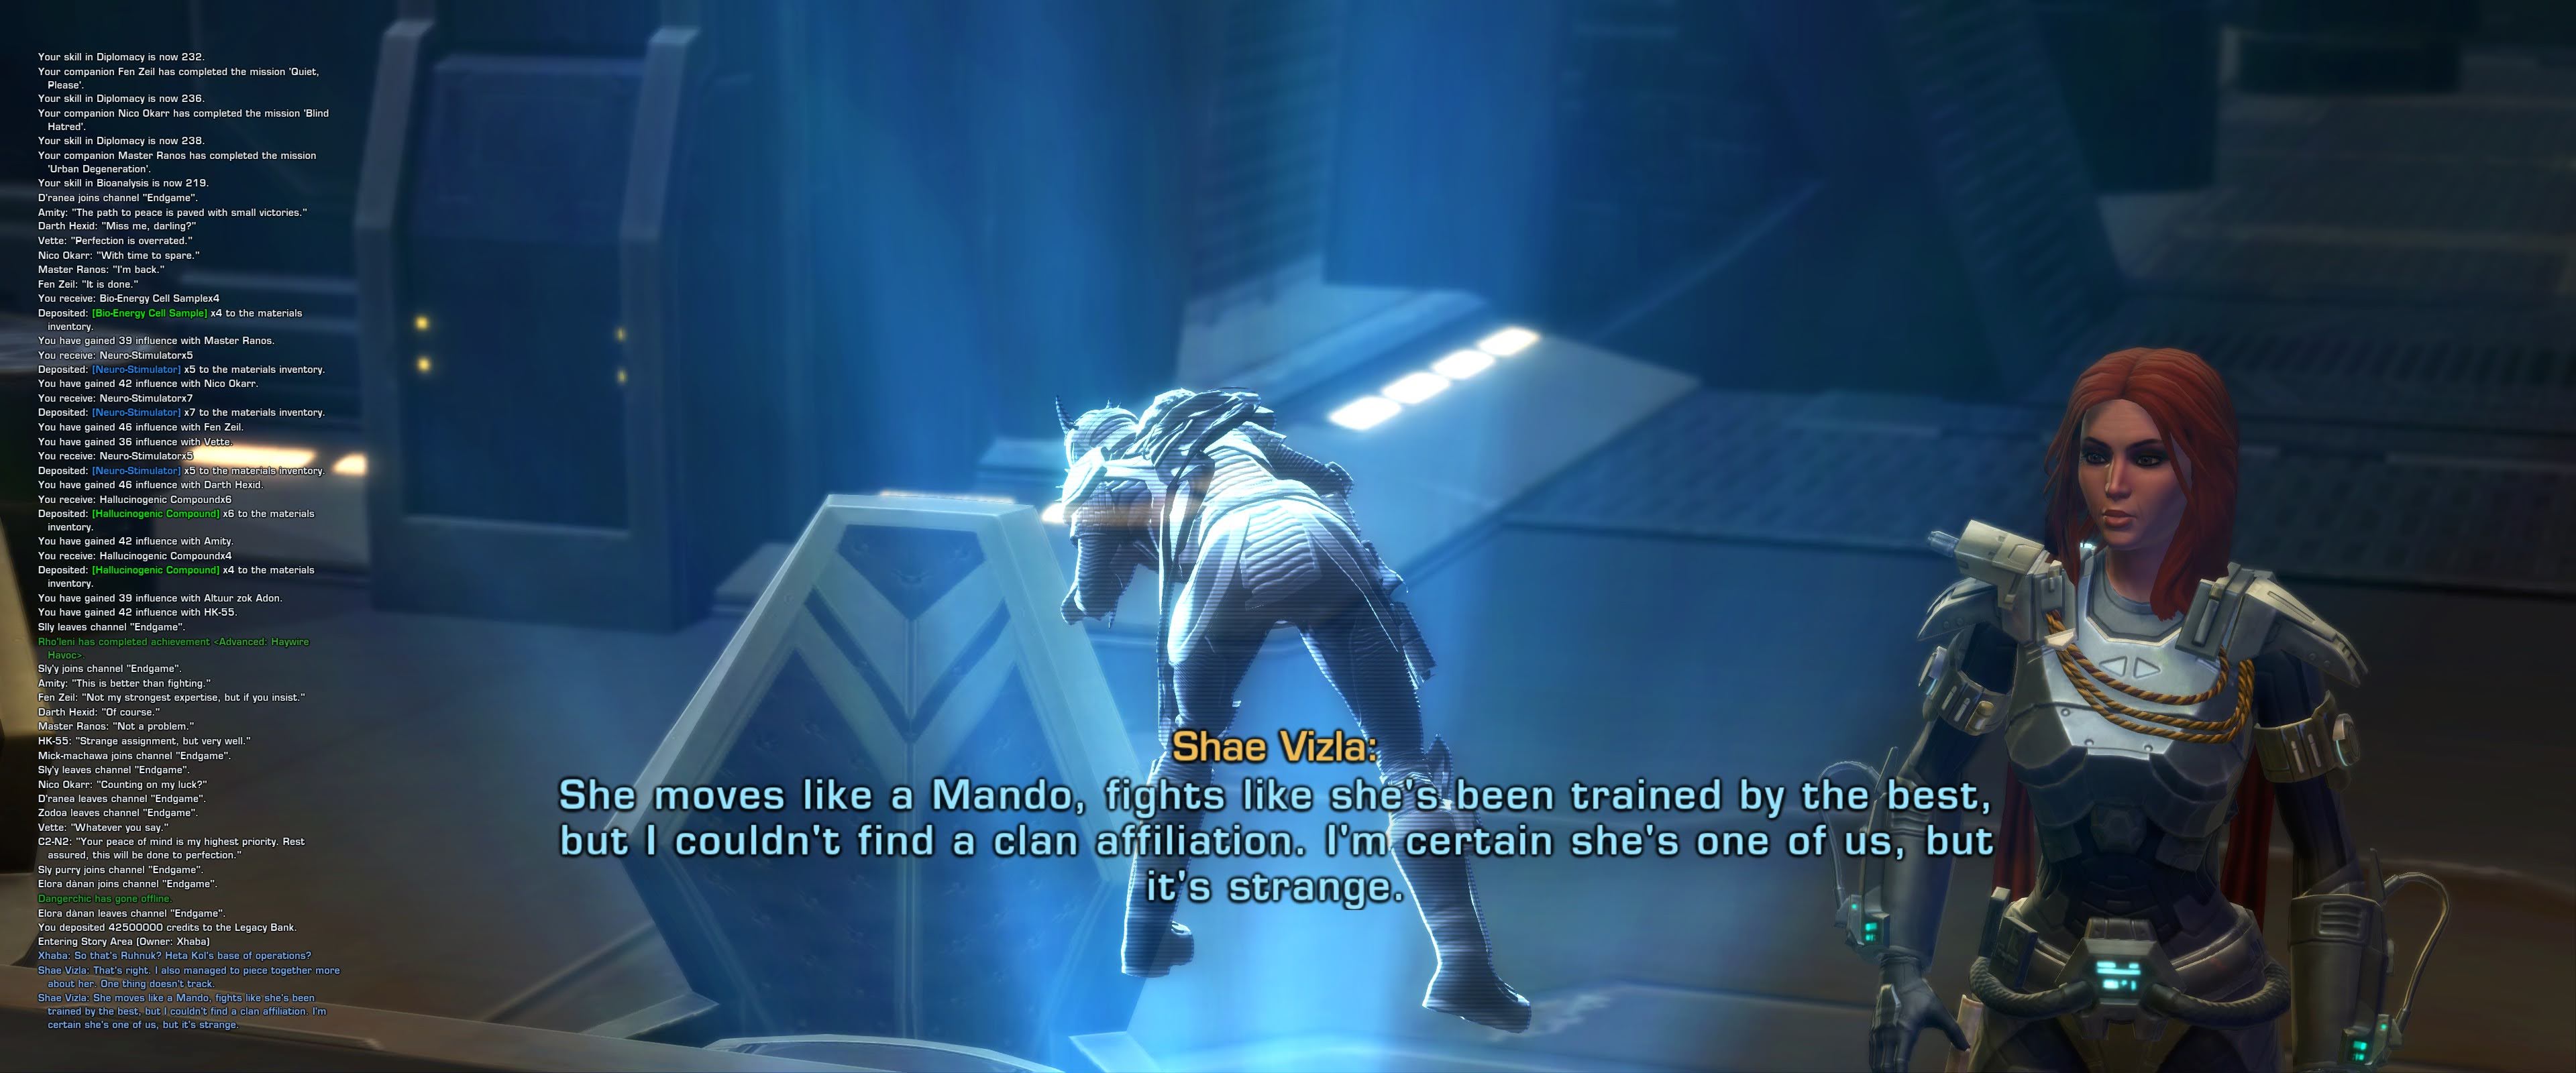 Your skill in Diplomacy is now 232.
Your companion Fen Zeil has completed the mission 'Quiet,
Please'.
Your skill in Diplomacy is now 236.
Your companion Nico Okarr has completed the mission 'Blind
Hatred'.
Your skill in Diplomacy is now 238.
Your companion Master Ranos has completed the mission
'Urban Degeneration'.
Your skill in Bioanalysis is now 219.
D'ranea joins channel "Endgame".
Amity: "The path to peace is paved with small victories."
Darth Hexid: "Miss me, darling?"
Vette: "Perfection is overrated."
Nico Okarr: "With time to spare."
Master Ranos: "I'm back."
Fen Zeil: "It is done."
You receive: Bio-Energy Cell Samplex4
Deposited: [Bio-Energy Cell Sample] x4 to the materials
inventory.
You have gained 39 influence with Master Ranos.
You receive: Neuro-Stimulatorx5
Deposited: [Neuro-Stimulator] x5 to the materials inventory.
You have gained 42 influence with Nico Okarr.
You receive: Neuro-Stimulatorx7
Deposited: [Neuro-Stimulator] x7 to the materials inventory.
You have gained 46 influence with Fen Zeil.
You have gained 36 influence with Vette.
You receive: Neuro-Stimulatorx5
Deposited: [Neuro-Stimulator] x5 to the materials inventory.
You have gained 46 influence with Darth Hexid.
You receive: Hallucinogenic Compoundx6
Deposited: [Hallucinogenic Compound] x6 to the materials
inventory.
You have gained 42 influence with Amity.
You receive: Hallucinogenic Compoundx4
Deposited: [Hallucinogenic Compound] x4 to the materials
inventory.
You have gained 39 influence with Altuur zok Adon.
You have gained 42 influence with HK-55.
Slly leaves channel "Endgame".
Rho'leni has completed achievement <Advanced: Haywire
Havoc>
Sly'y joins channel "Endgame".
Amity: "This is better than fighting."
Fen Zeil: "Not my strongest expertise, but if you insist."
Darth Hexid: "Of course."
Master Ranos: "Not a problem."
HK-55: "Strange assignment, but very well."
Mick-machawa joins channel "Endgame".
Sly'y leaves channel "Endgame".
Nico Okarr: "Counting on my luck?"
D'ranea leaves channel "Endgame".
Zodoa leaves channel "Endgame".
Vette: "Whatever you say."
C2-N2: "Your peace of mind is my highest priority. Rest
assured, this will be done to perfection."
Sly purry joins channel "Endgame".
Elora dànan joins channel "Endgame".
Dangerchic has gone offline.
Elora dànan leaves channel "Endgame".
You deposited 42500000 credits to the Legacy Bank.
Entering Story Area (Owner: Xhaba)
Xhaba: So that's Ruhnuk? Heta Kol's base of operations?
Shae Vizla: That's right. I also managed to piece together more
about her. One thing doesn't track.
Shae Vizla: She moves like a Mando, fights like she's been
trained by the best, but I couldn't find a clan affiliation. I'm
certain she's one of us, but it's strange.
Shae Vizla:
She moves like a Mando, fights like she's been trained by the best,
but I couldn't find a clan affiliation. I'm certain she's one of us, but
it's strange.